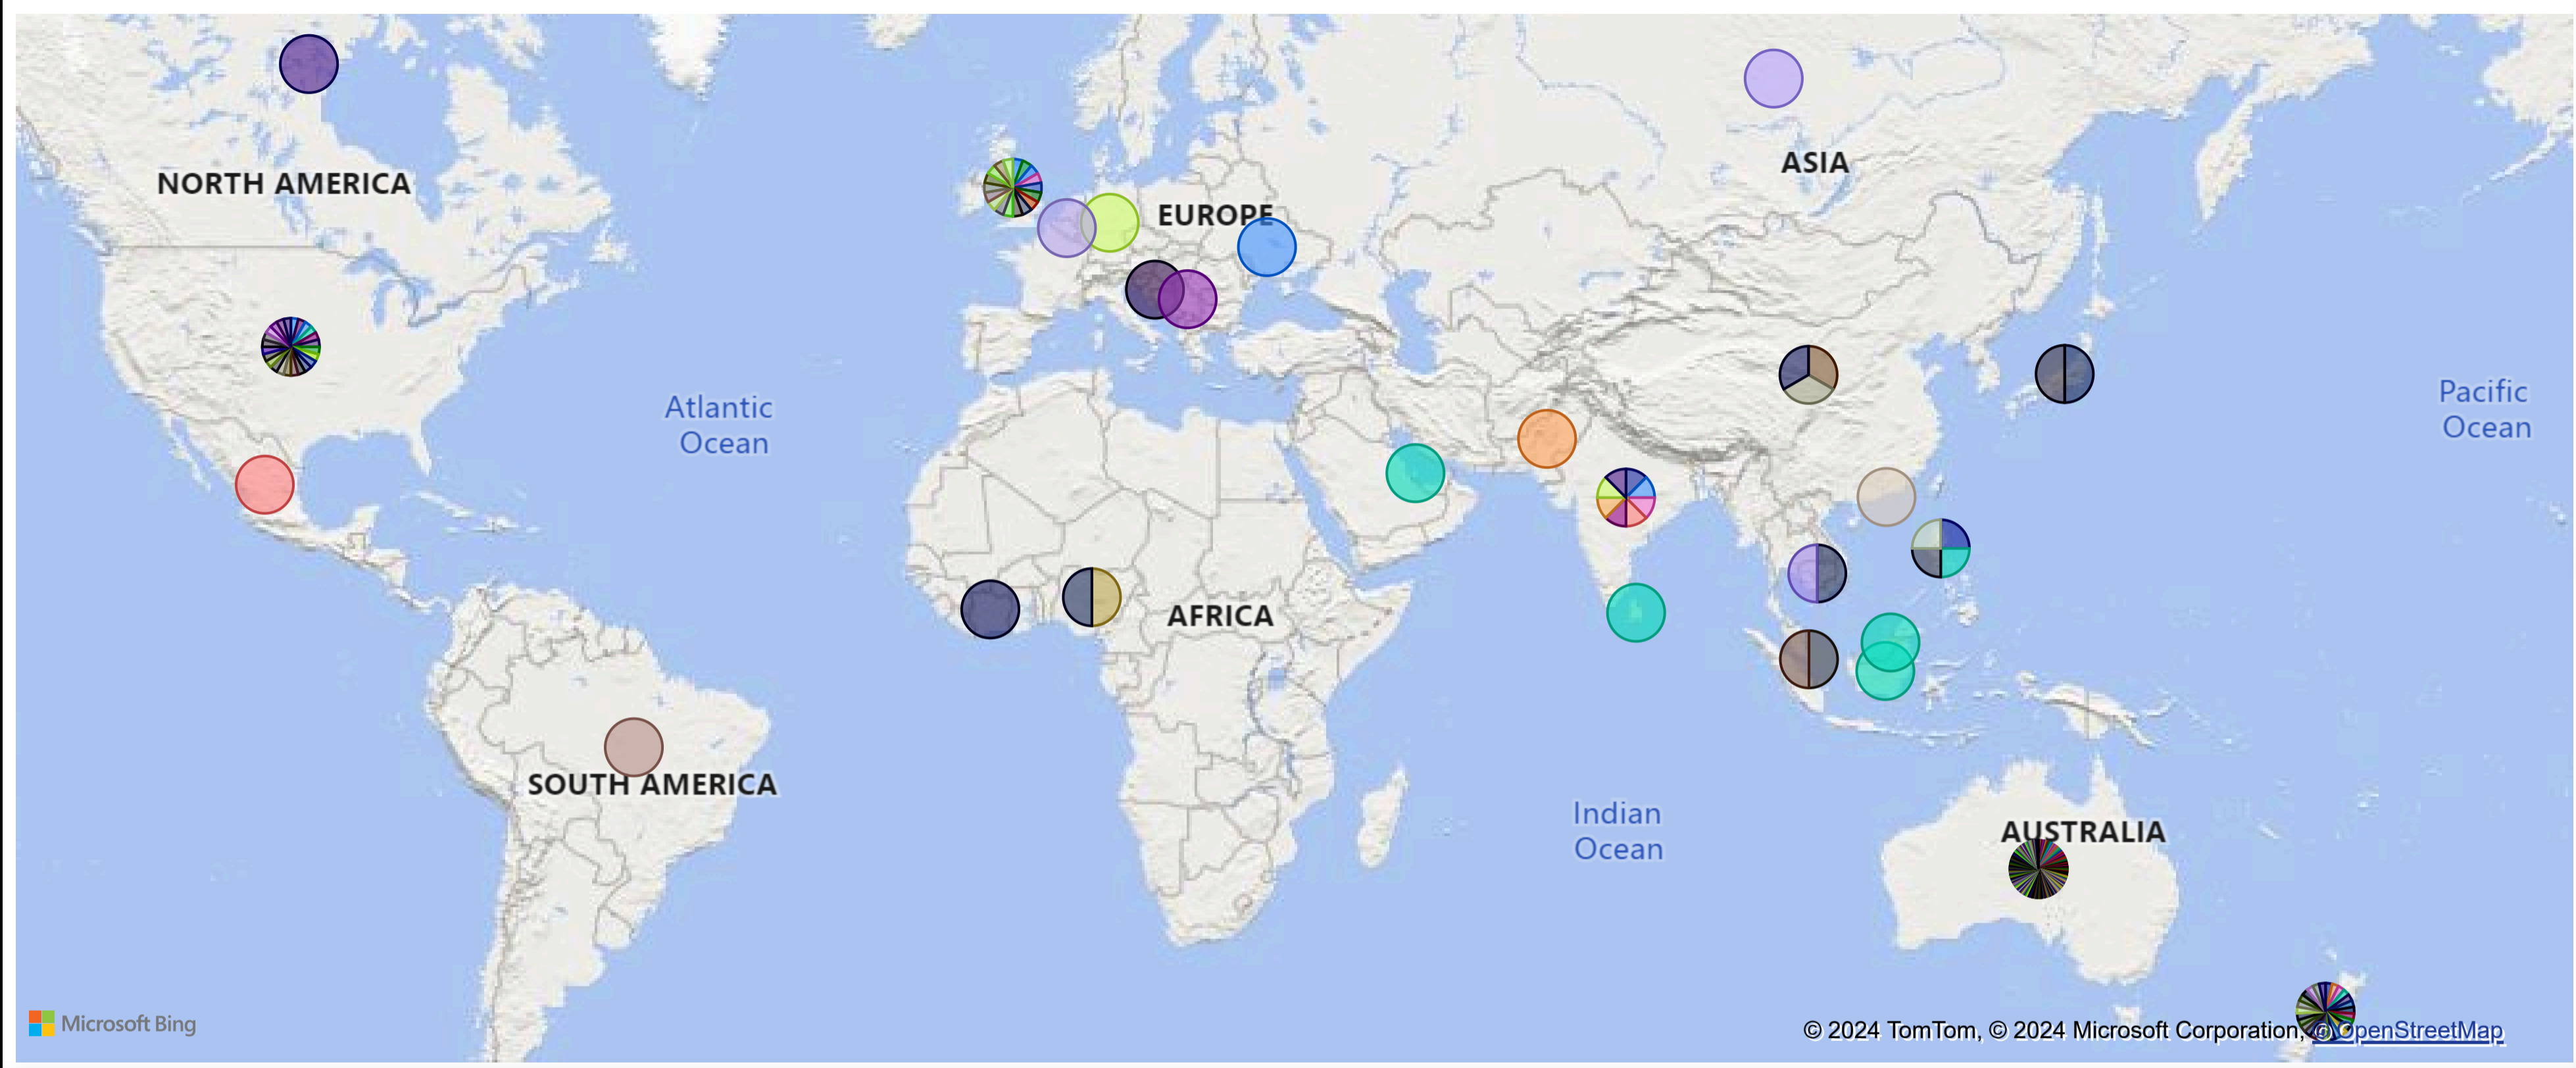 NORTH AMERICA
ASIA
EUROPE
Atlantic
Ocean
Pacific
Ocean
AFRICA
SOUTH AMERICA
Indian
Ocean
AUSTRALIA
Microsoft Bing
© 2024 TomTom, © 2024 Microsoft Corporation, © OpenStreetMap